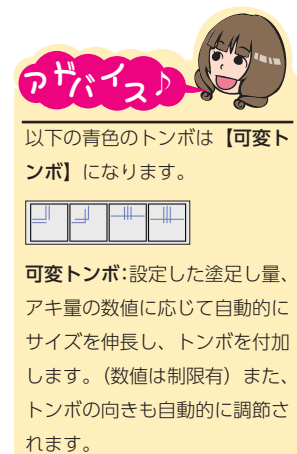 アドバイス♪
以下の青色のトンボは【可変ト
ンボ】になります。
可変トンボ:設定した塗足し量、
アキ量の数値に応じて自動的に
サイズを伸長し、トンボを付加
します。(数値は制限有) また、
トンボの向きも自動的に調節さ
れます。